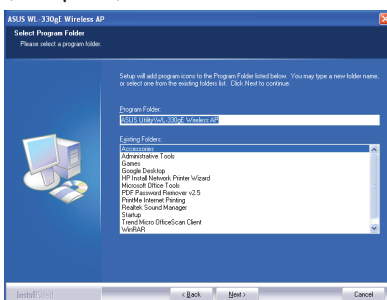 ASUS WL-330gE Wireless AP
Select Program Folder
Please select a program folder.
Setup will add program icons to the Program Folder listed below. You may type a new folder name, or select one from the existing folders list. Click Next to continue.
Program Folder:
ASUS Utility\WL-330gE Wireless AP
Existing Folders:
Accessories
Administrative Tools
Games
Google Desktop
HP Install Network Printer Wizard
Microsoft Office Tools
PDF Password Remover v2.5
PrintMe Internet Printing
Realtek Sound Manager
Startup
Trend Micro OfficeScan Client
WinRAR
InstallShield
< Back
Next >
Cancel